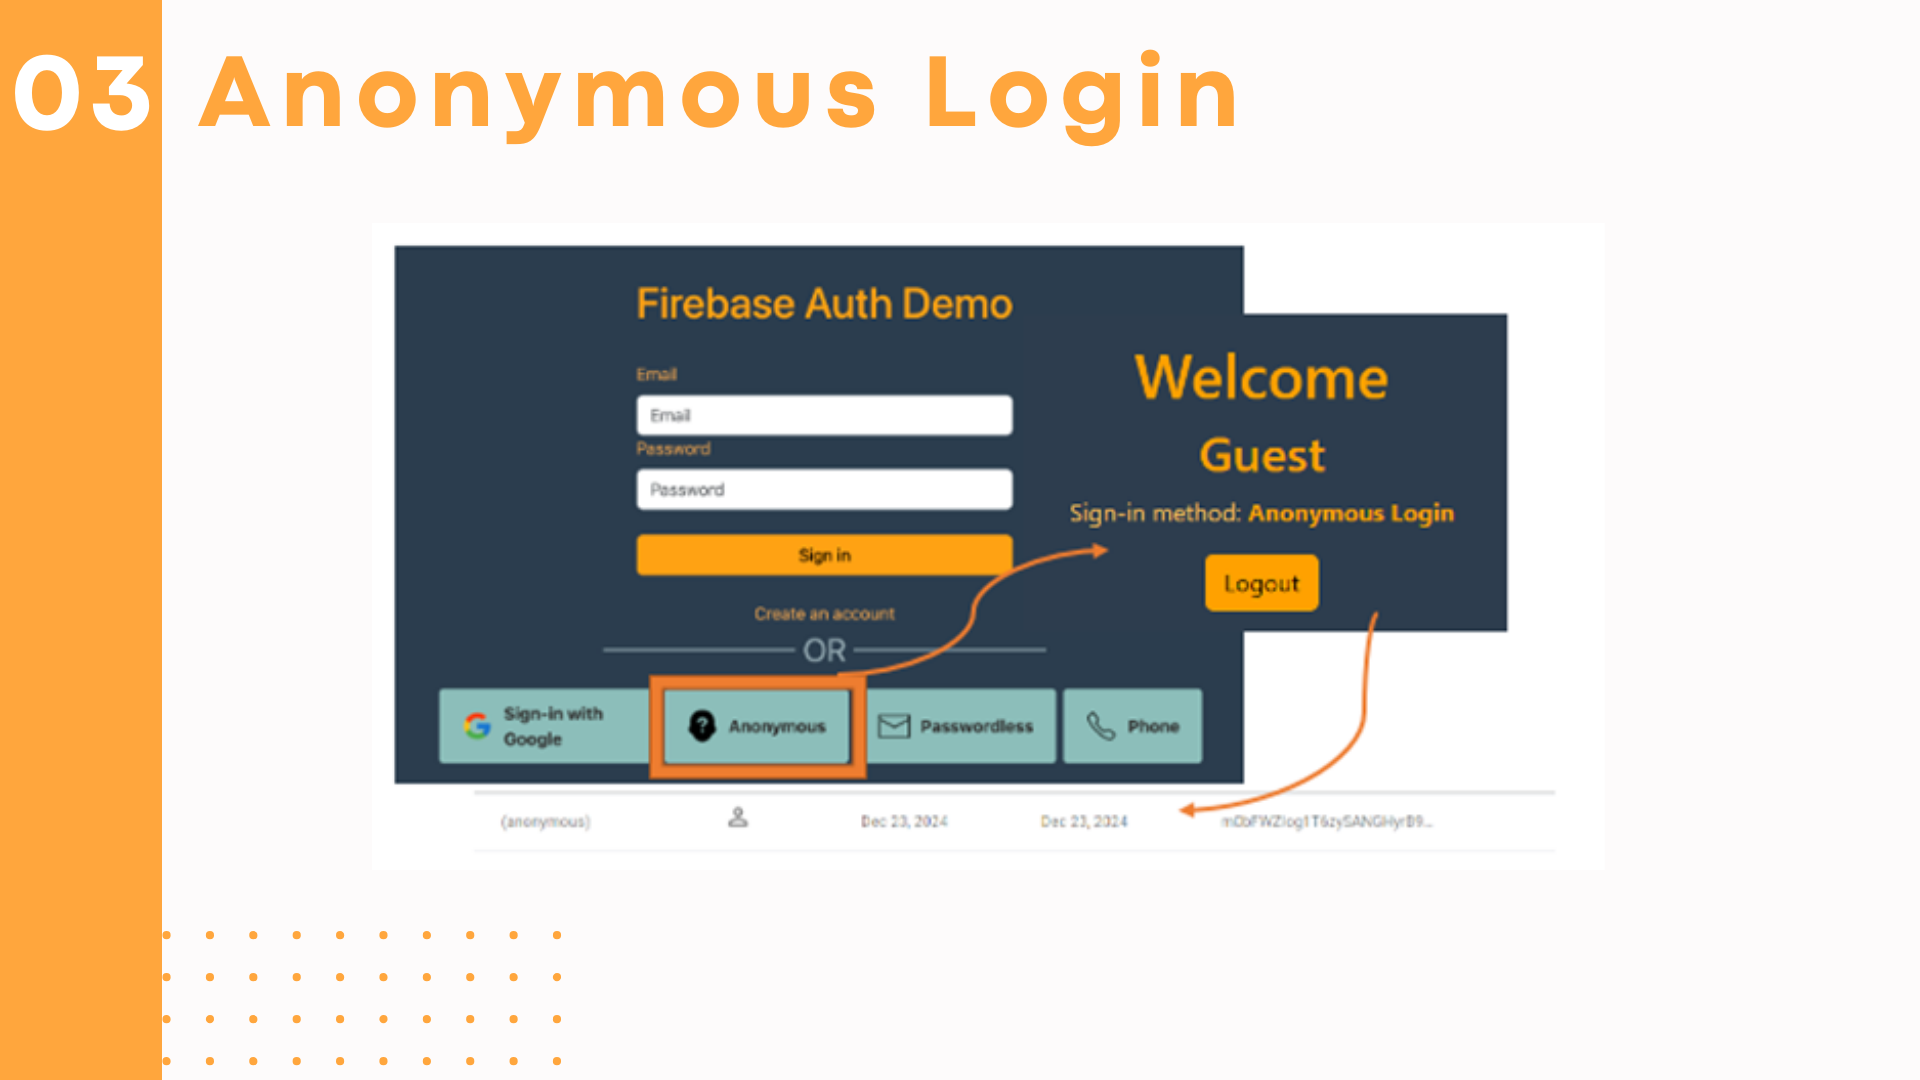 03 Anonymous Login
Firebase Auth Demo
Email
Email
Password
Password
Sign in
Create an account
OR
Sign-in with
Google
Anonymous
Passwordless
Phone
Welcome
Guest
Sign-in method: Anonymous Login
Logout
(anonymous) Dec 23, 2024 Dec 23, 2024